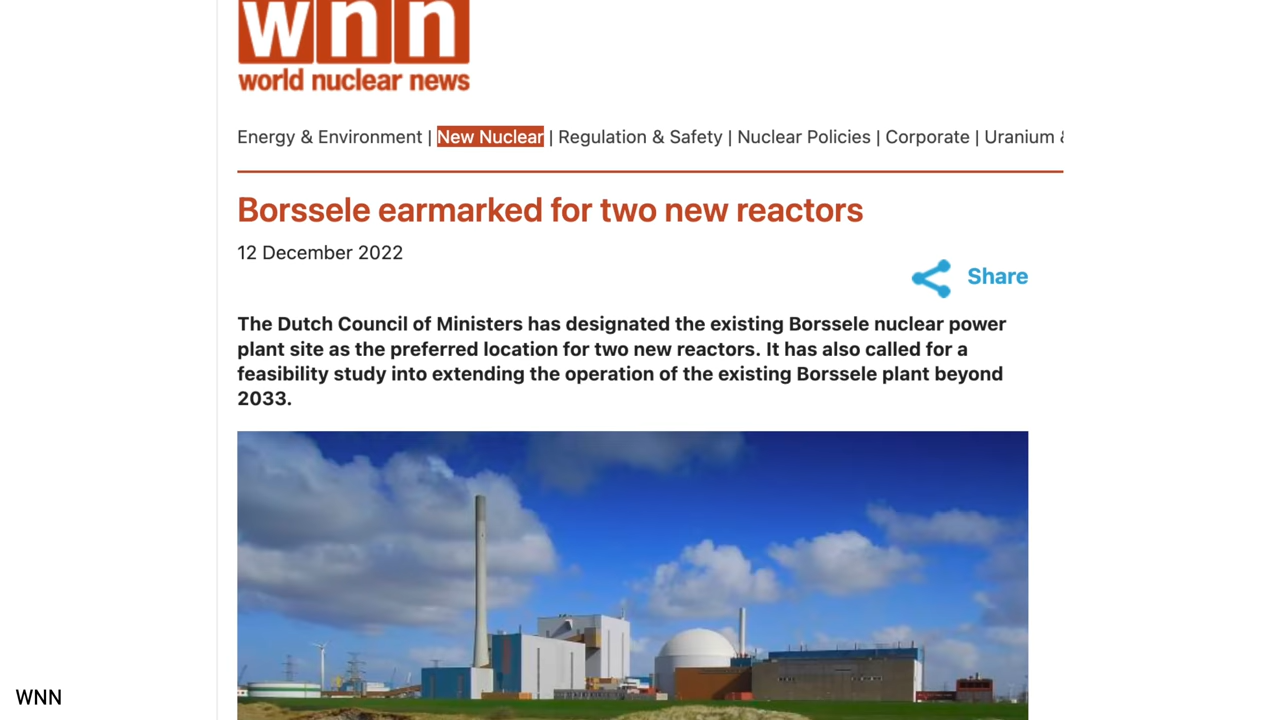 wnn
world nuclear news
Energy & Environment | New Nuclear | Regulation & Safety | Nuclear Policies | Corporate | Uranium &
Borssele earmarked for two new reactors
12 December 2022
Share
The Dutch Council of Ministers has designated the existing Borssele nuclear power
plant site as the preferred location for two new reactors. It has also called for a
feasibility study into extending the operation of the existing Borssele plant beyond
2033.
WNN